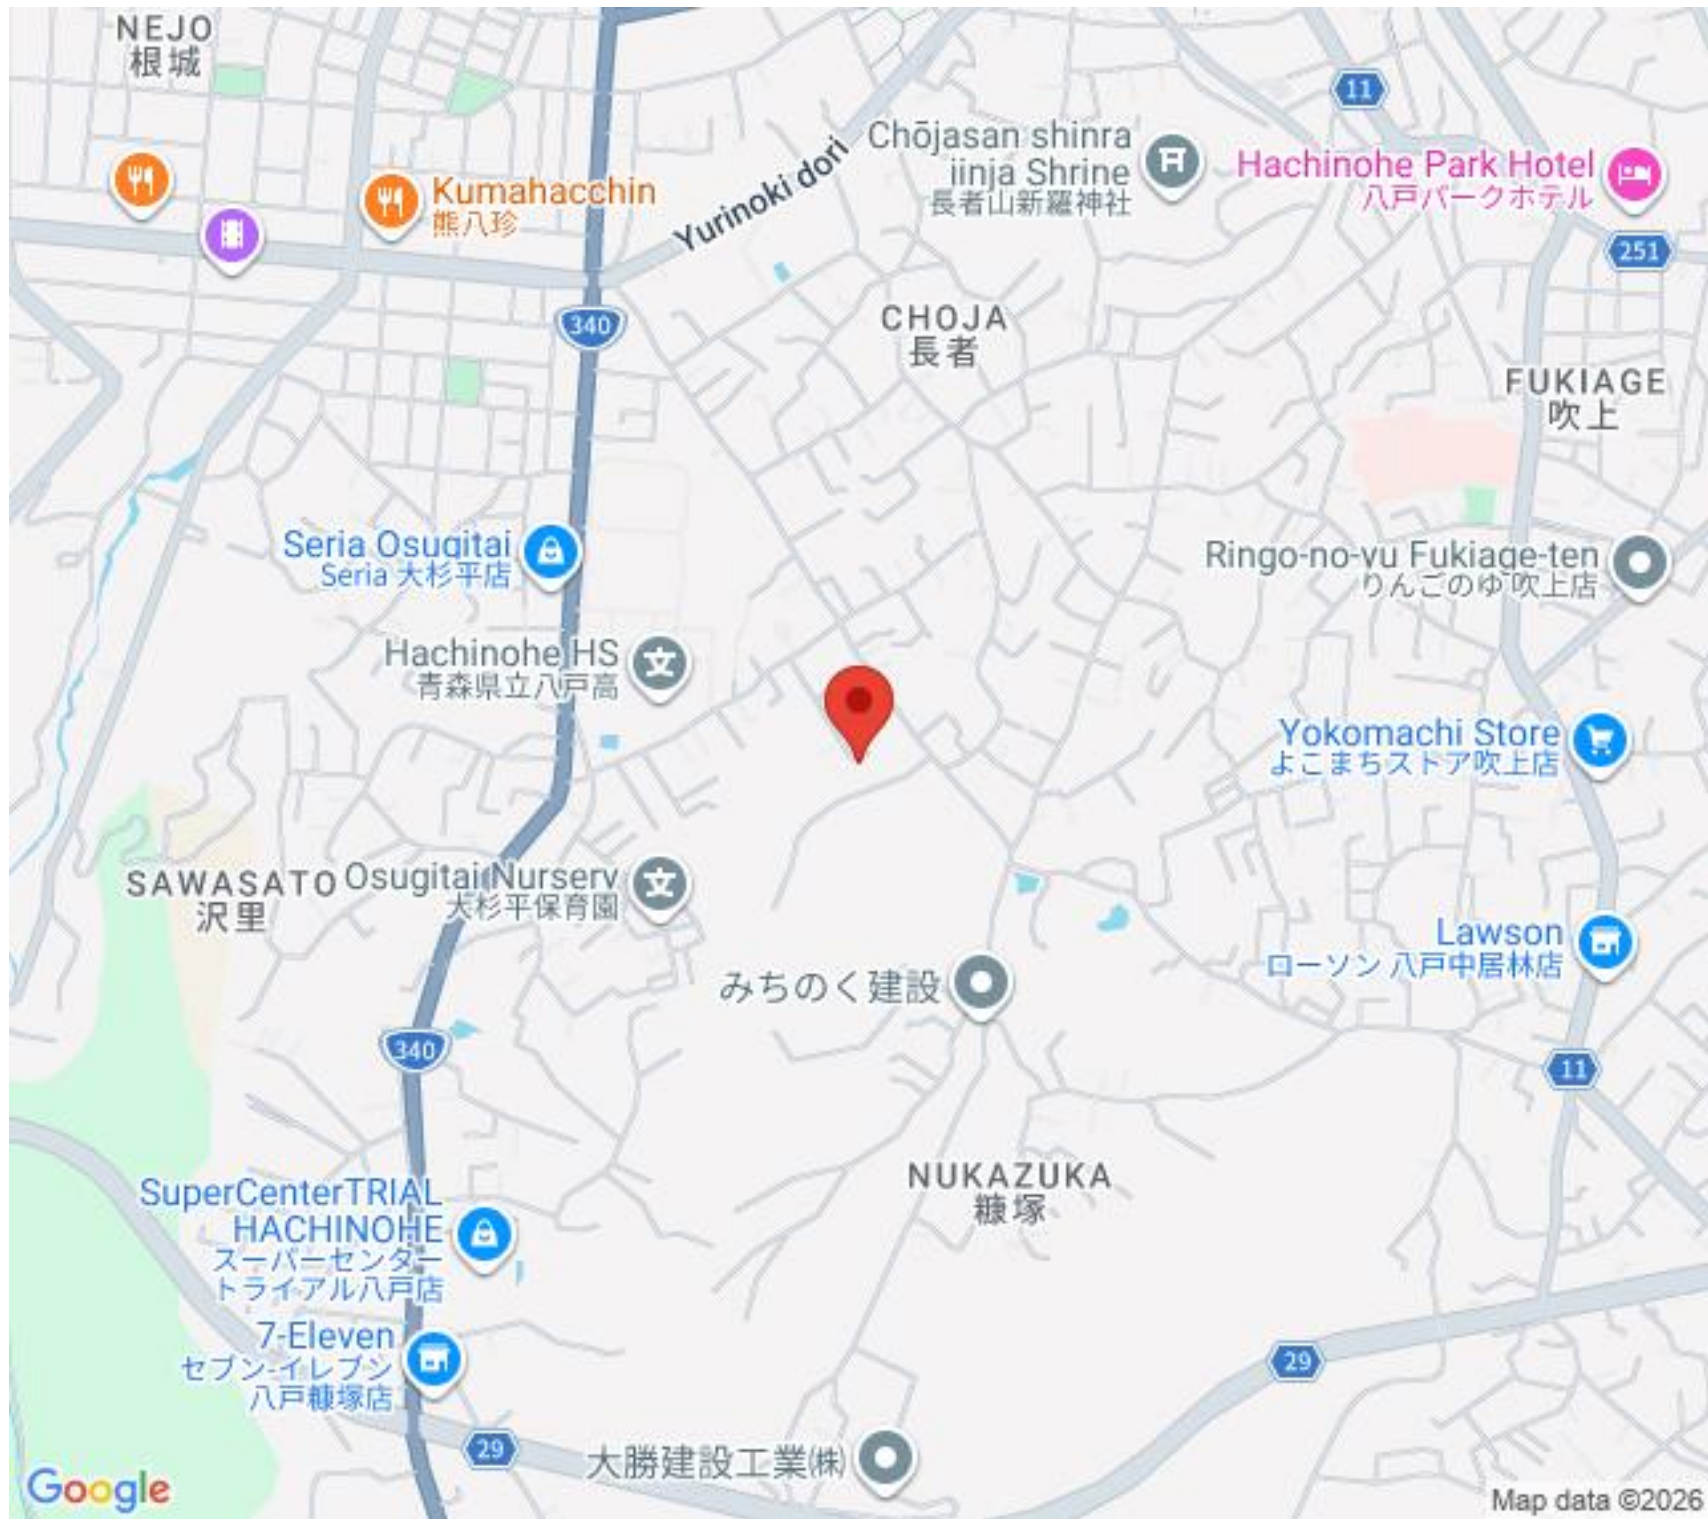 NEJO
根城
11
Chōjasan shinra
jinja Shrine
長者山新羅神社
Hachinohe Park Hotel
八戸パークホテル
Kumahacchin
熊八珍
Yurinoki dori
251
340
CHOJA
長者
FUKIAGE
吹上
Seria Osugitai
Seria 大杉平店
Ringo-no-yu Fukiage-ten
りんごのゆ 吹上店
Hachinohe HS
青森県立八戸高
Yokomachi Store
よこまちストア吹上店
SAWASATO
沢里
Osugitai Nursery
大杉平保育園
Lawson
ローソン 八戸中居林店
みちのく建設
340
11
NUKAZUKA
糠塚
SuperCenterTRIAL
HACHINOHE
スーパーセンター
トライアル八戸店
7-Eleven
セブン-イレブン
八戸糠塚店
29
29
大勝建設工業㈱
Google
Map data ©2026